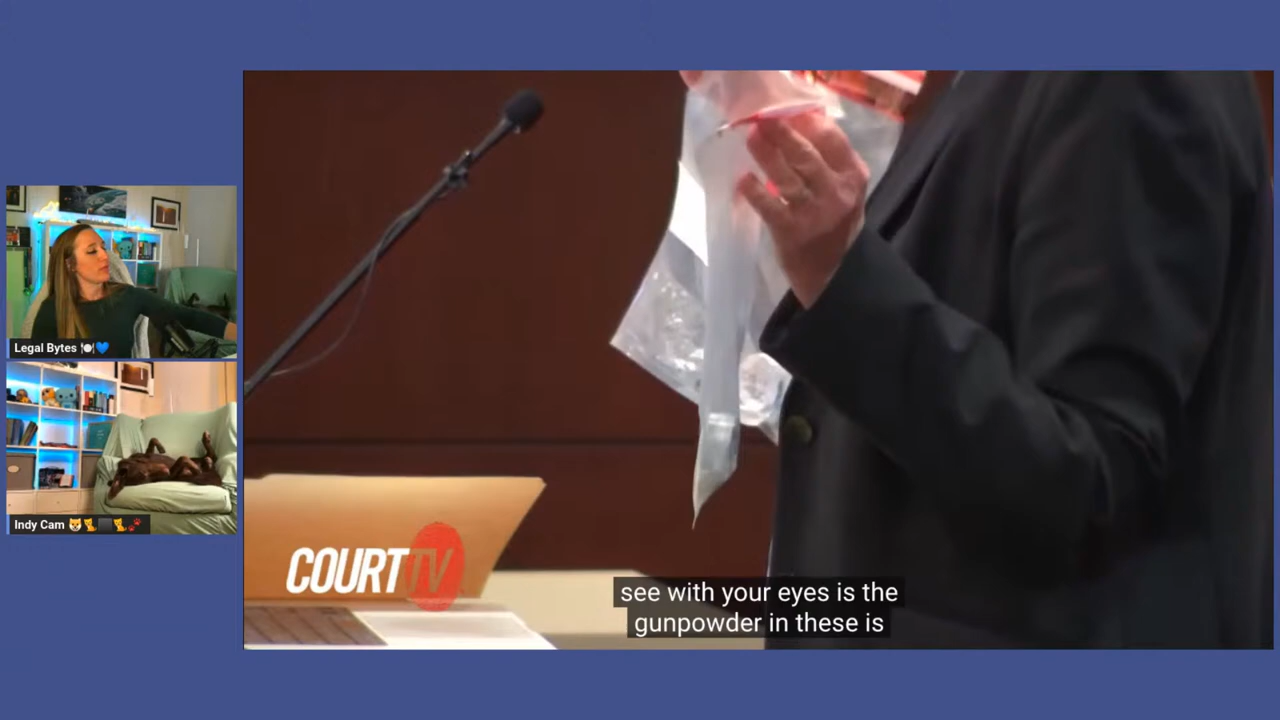 Legal Bytes 🍽️💙
Indy Cam 😺🐈⬛🐈🐾
COURT TV
see with your eyes is the
gunpowder in these is